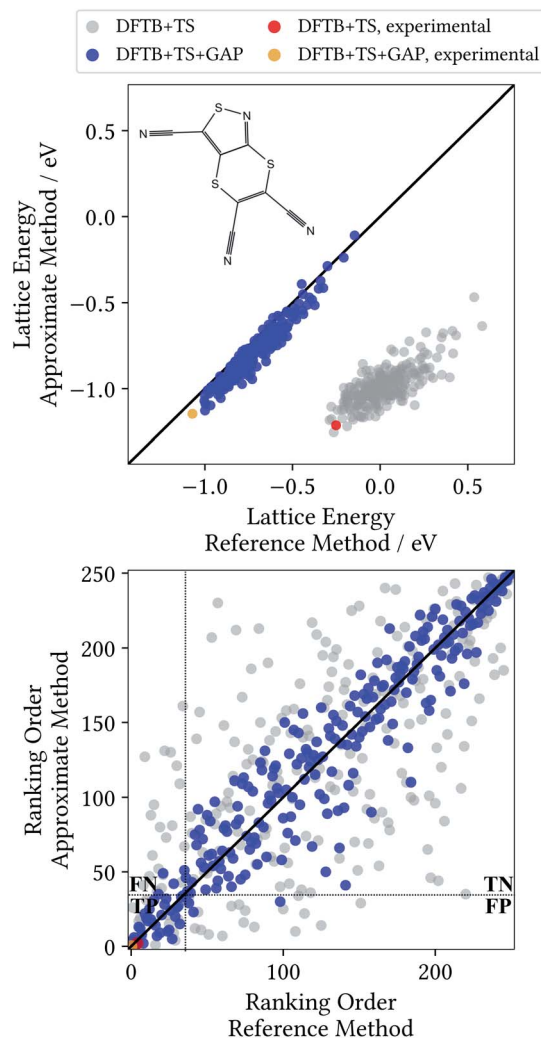 DFTB+TS
DFTB+TS, experimental
DFTB+TS+GAP
DFTB+TS+GAP, experimental
S
N
N
S
S
N
N
0.5
0.0
−0.5
−1.0
Lattice Energy
Approximate Method / eV
−1.0
−0.5
0.0
0.5
Lattice Energy
Reference Method / eV
250
200
150
100
50
0
Ranking Order
Approximate Method
FN
TN
TP
FP
0
100
200
Ranking Order
Reference Method